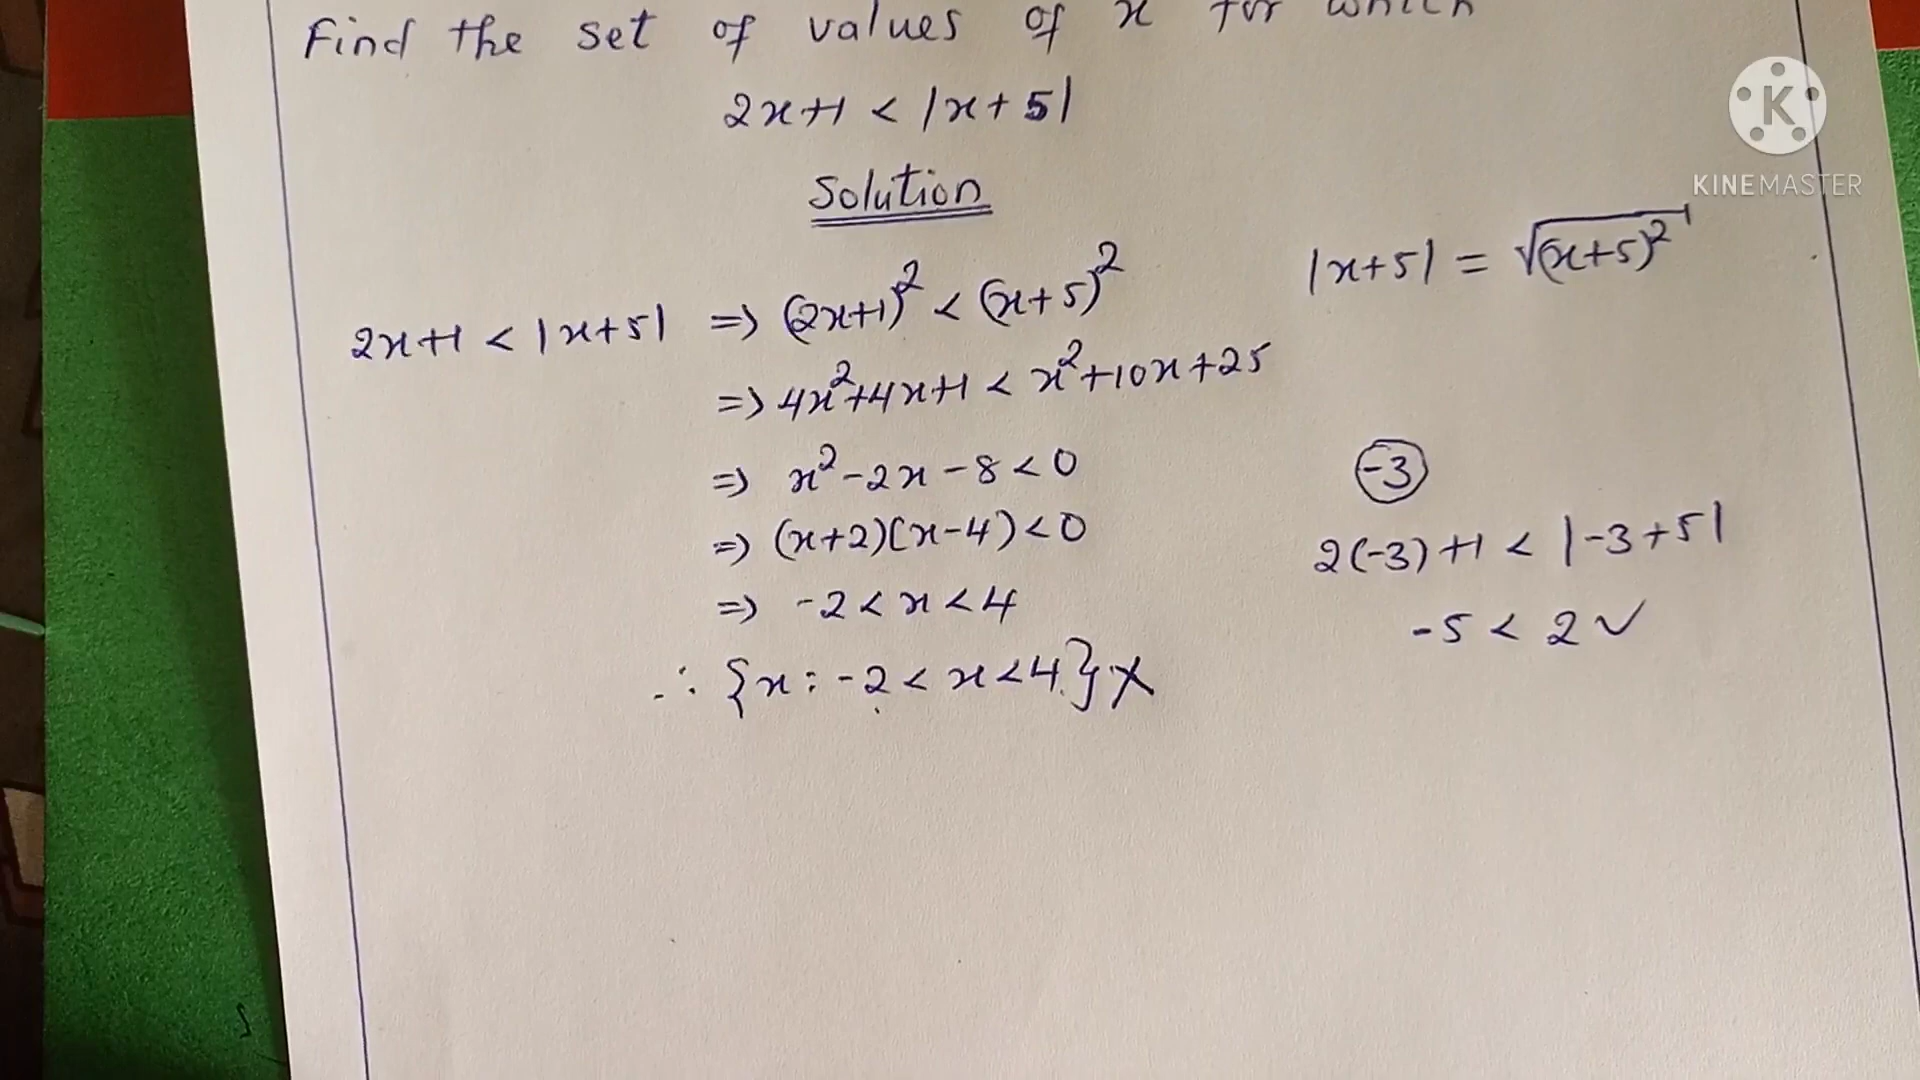 Find the set of values of x for which
2x+1 < |x+5|
Solution
2x+1 < |x+5| => (2x+1)² < (x+5)²
=> 4x²+4x+1 < x²+10x+25
=> x²-2x-8<0
=> (x+2)(x-4)<0
=> -2<x<4
∴ {x: -2<x<4} X
|x+5| = √(x+5)²
-3
2(-3)+1 < |-3+5|
-5 < 2 ✓
K
KINEMASTER